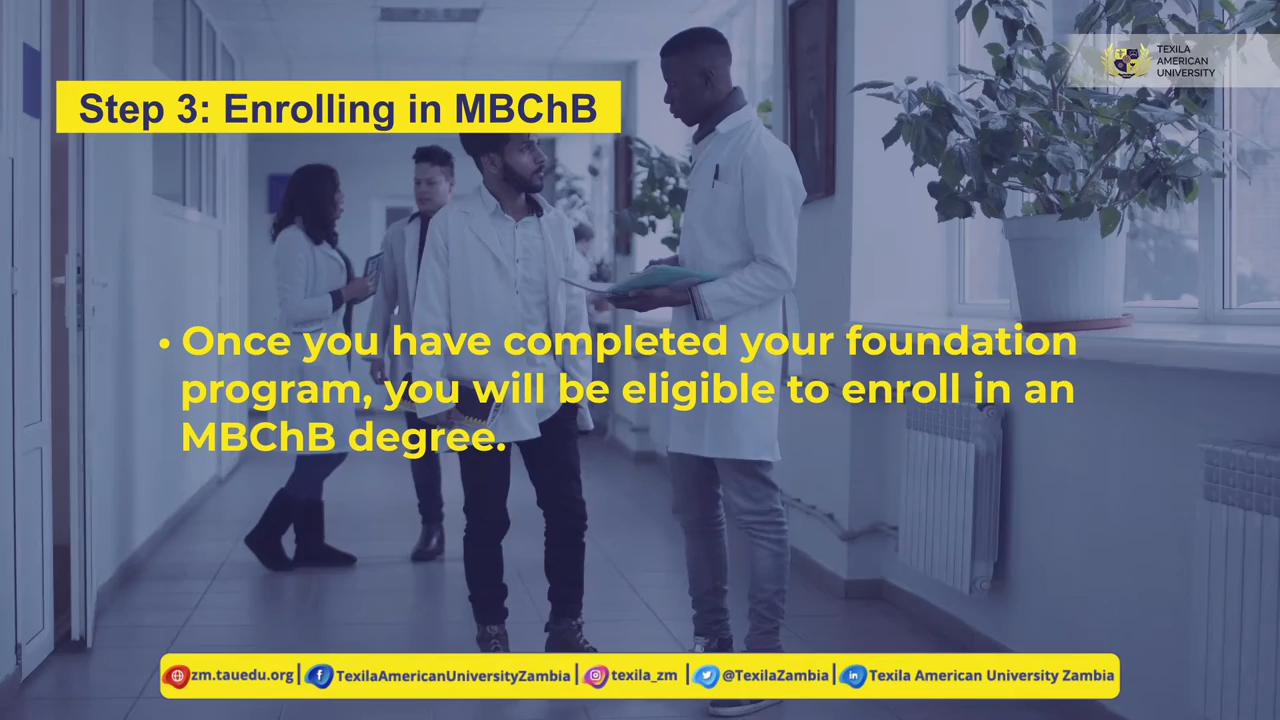 TEXILA
AMERICAN
UNIVERSITY
Step 3: Enrolling in MBChB
• Once you have completed your foundation
program, you will be eligible to enroll in an
MBChB degree.
zm.tauedu.org | TexilaAmericanUniversityZambia | texila_zm | @TexilaZambia | Texila American University Zambia